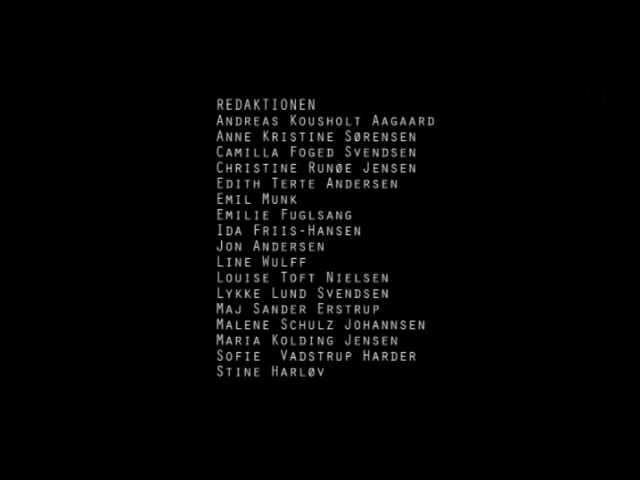 REDAKTIONEN
ANDREAS KOUSHOLT AAGAARD
ANNE KRISTINE SØRENSEN
CAMILLA FOGED SVENDSEN
CHRISTINE RUNØE JENSEN
EDITH TERTE ANDERSEN
EMIL MUNK
EMILIE FUGLSANG
IDA FRIIS-HANSEN
JON ANDERSEN
LINE WULFF
LOUISE TOFT NIELSEN
LYKKE LUND SVENDSEN
MAJ SANDER ERSTRUP
MALENE SCHULZ JOHANNSEN
MARIA KOLDING JENSEN
SOFIE  VADSTRUP HARDER
STINE HARLØV